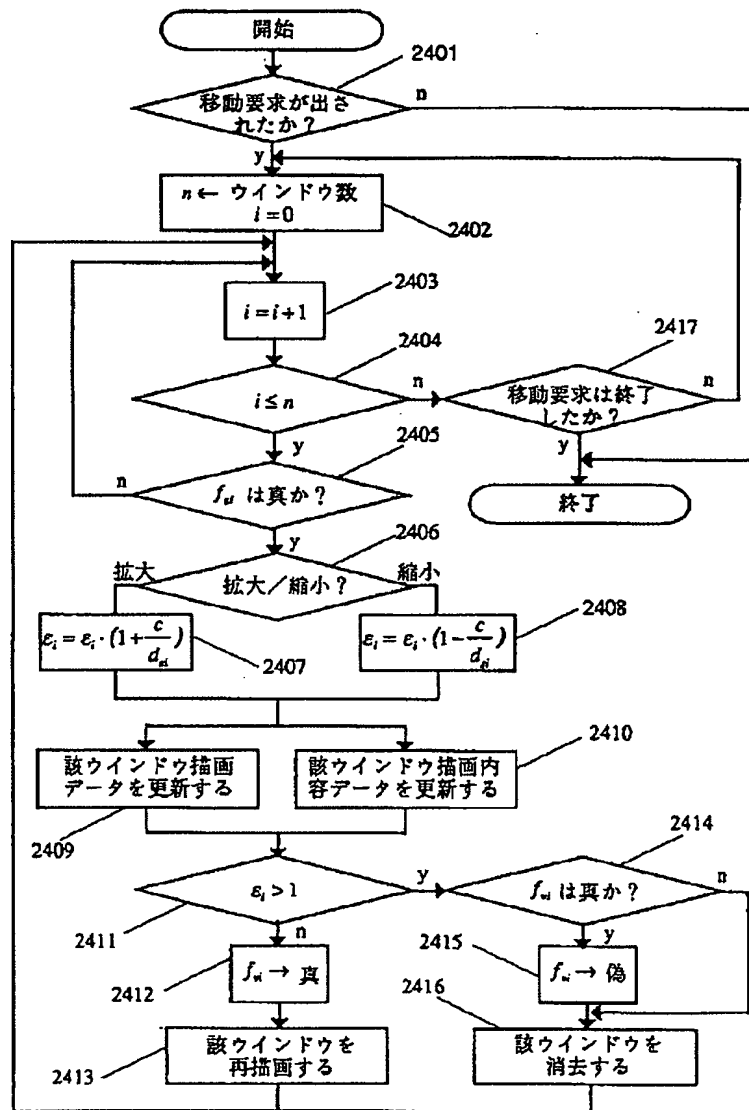 開始
2401
移動要求が出さ
れたか？
n
y
n ← ウインドウ数
i=0
2402
2403
i=i+1
2404
i≤n
n
2417
移動要求は終了
したか？
n
y
y
2405
n
f_si は真か？
終了
y
2406
拡大
拡大／縮小？
縮小
ε_i = ε_i・(1+c/d_si)
2407
ε_i = ε_i・(1-c/d_si)
2408
該ウインドウ描画
データを更新する
2409
該ウインドウ描画内
容データを更新する
2410
ε_i > 1
y
2411
2414
f_vi は真か？
n
n
y
2412
f_vi → 真
2415
f_vi → 偽
2416
該ウインドウを
再描画する
2413
該ウインドウを
消去する